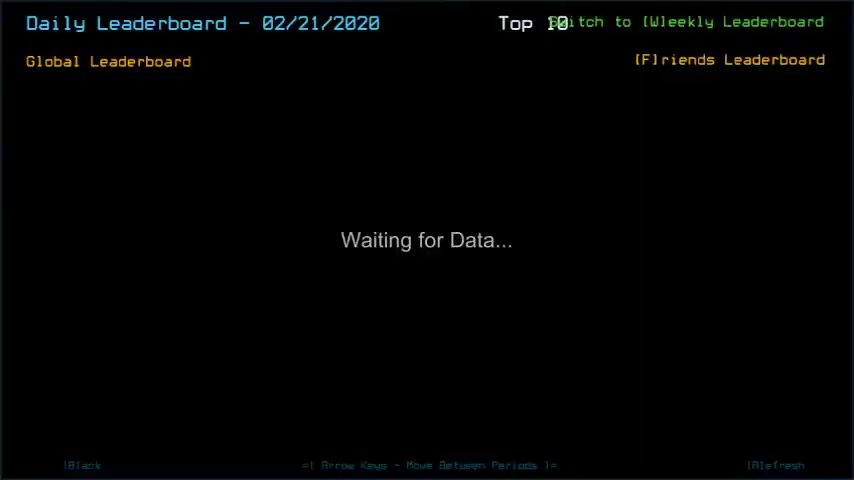 Daily Leaderboard - 02/21/2020
Top 10
Switch to [W]eekly Leaderboard
Global Leaderboard
[F]riends Leaderboard
Waiting for Data...
[B]ack
=[ Arrow Keys - Move Between Periods ]=
[R]efresh